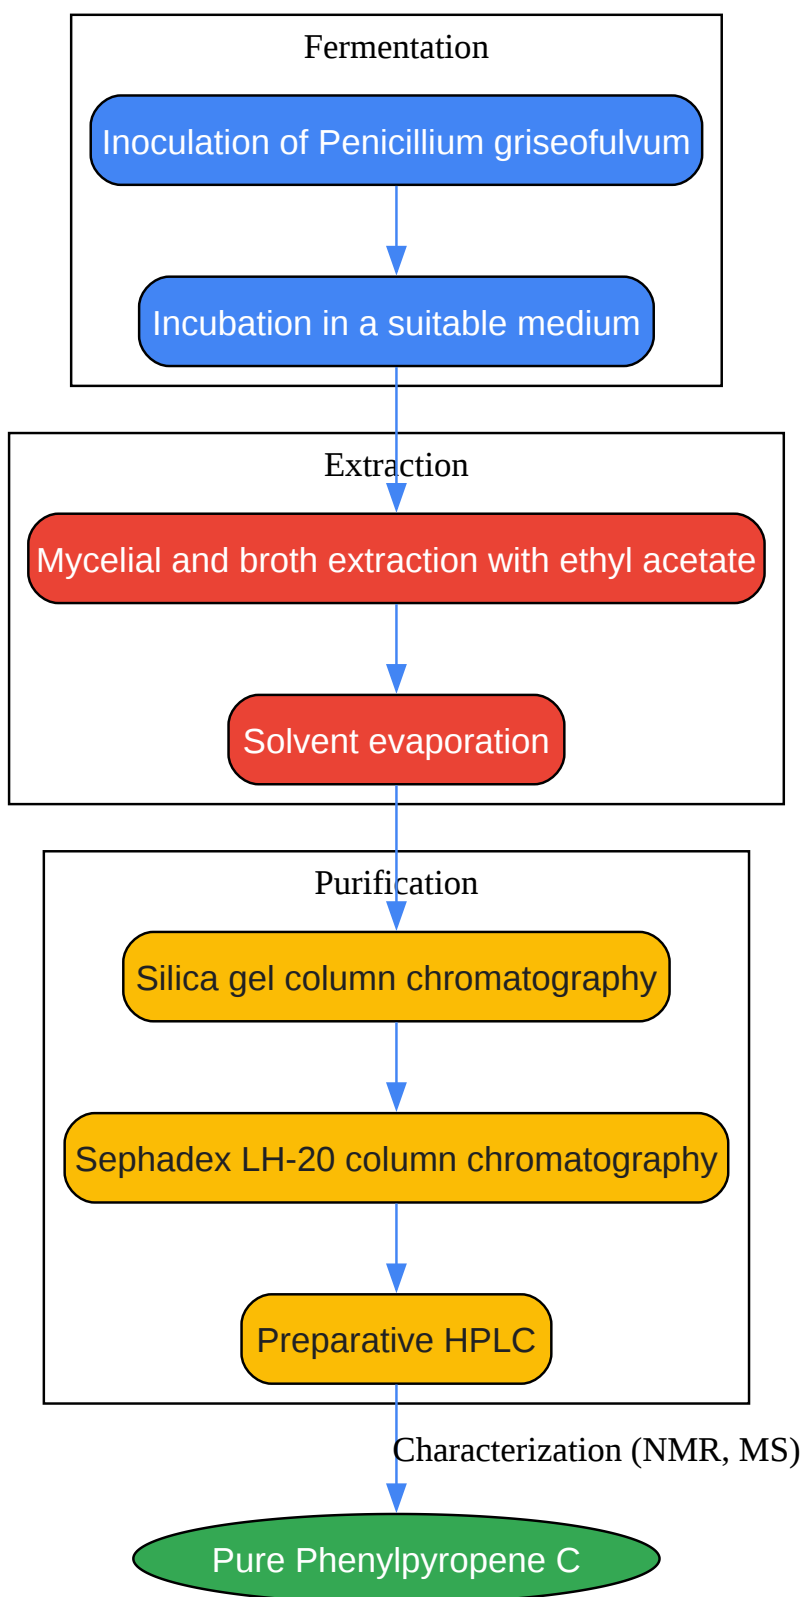 Fermentation
Inoculation of Penicillium griseofulvum
Incubation in a suitable medium
Extraction
Mycelial and broth extraction with ethyl acetate
Solvent evaporation
Purification
Silica gel column chromatography
Sephadex LH-20 column chromatography
Preparative HPLC
Characterization (NMR, MS)
Pure Phenylpyropene C